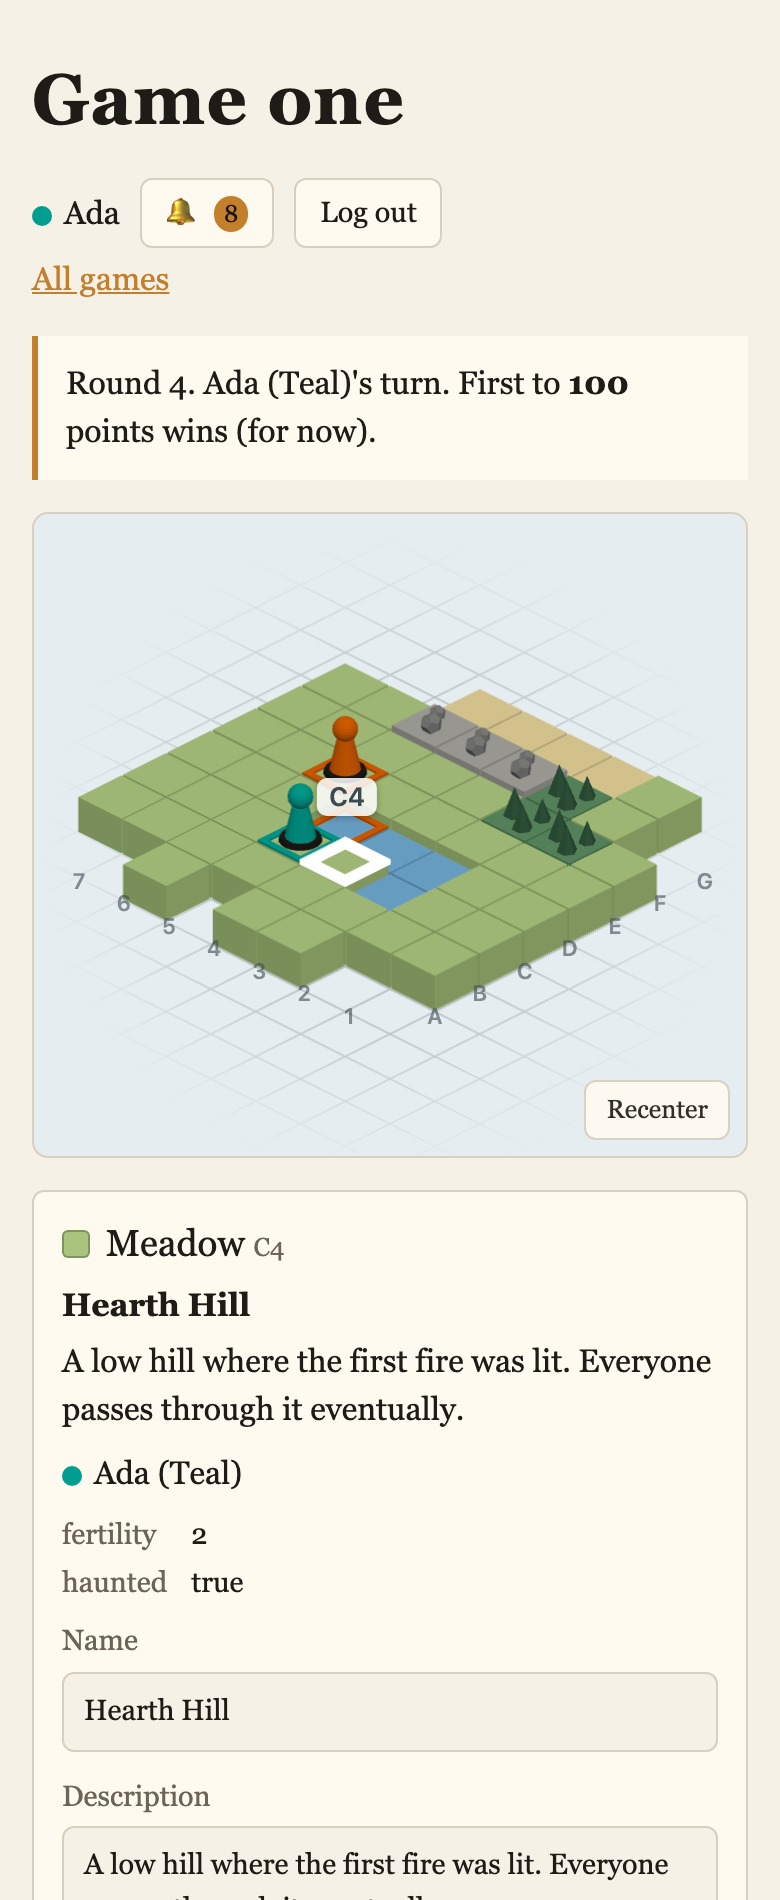 Game one
Ada
8
Log out
All games
Round 4. Ada (Teal)'s turn. First to 100
points wins (for now).
C4
7
6
5
4
3
2
1
A
B
C
D
E
F
G
Recenter
Meadow C4
Hearth Hill
A low hill where the first fire was lit. Everyone
passes through it eventually.
Ada (Teal)
fertility 2
haunted true
Name
Hearth Hill
Description
A low hill where the first fire was lit. Everyone